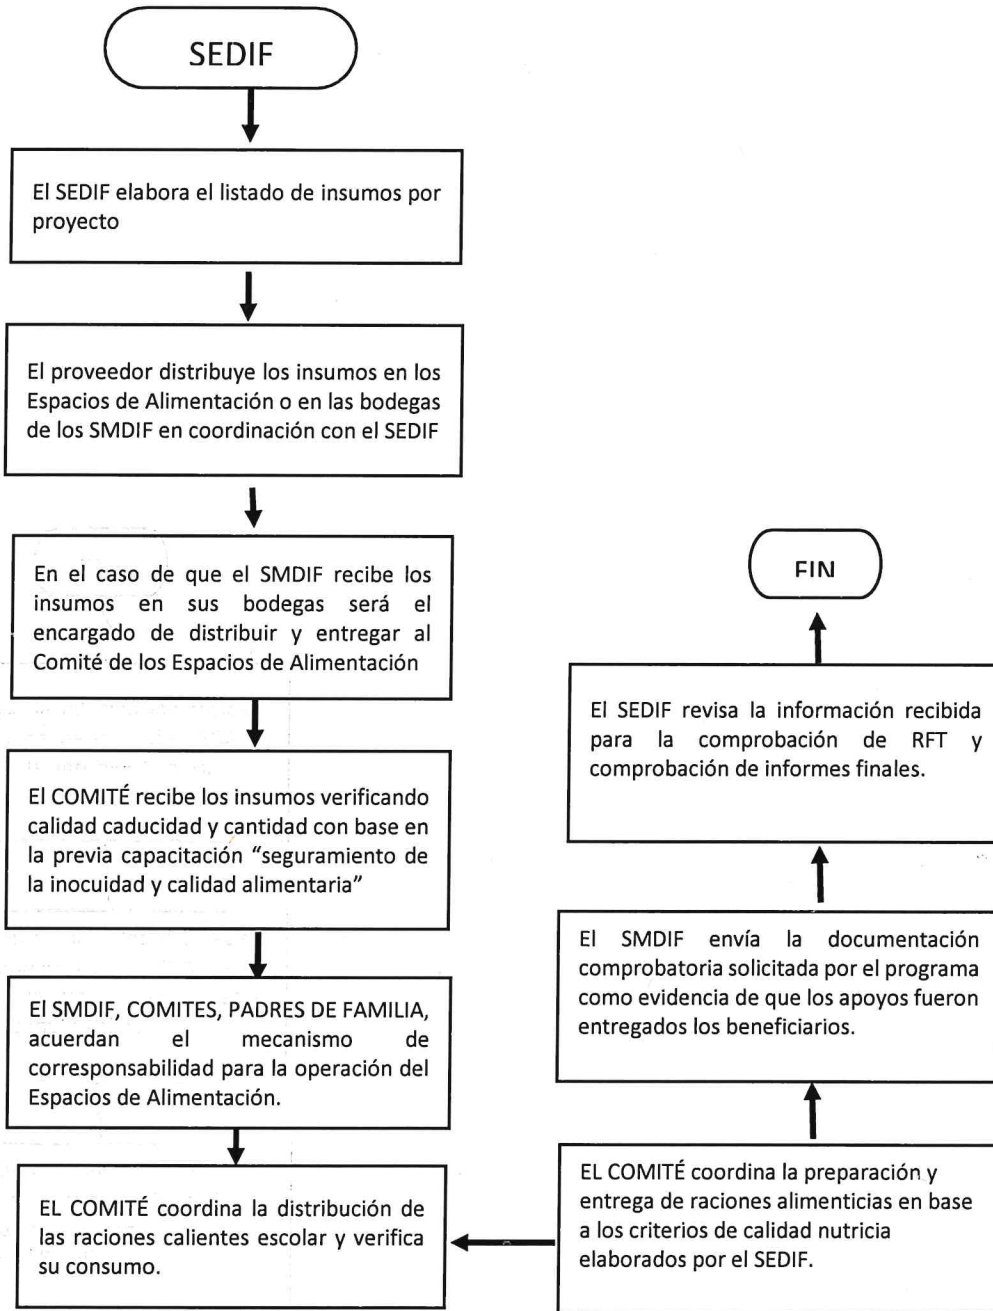 SEDIF
El SEDIF elabora el listado de insumos por
proyecto
El proveedor distribuye los insumos en los
Espacios de Alimentación o en las bodegas
de los SMDIF en coordinación con el SEDIF
En el caso de que el SMDIF recibe los
insumos en sus bodegas será el
encargado de distribuir y entregar al
Comité de los Espacios de Alimentación
El COMITÉ recibe los insumos verificando
calidad caducidad y cantidad con base en
la previa capacitación “seguramiento de
la inocuidad y calidad alimentaria”
El SMDIF, COMITES, PADRES DE FAMILIA,
acuerdan el mecanismo de
corresponsabilidad para la operación del
Espacios de Alimentación.
EL COMITÉ coordina la distribución de
las raciones calientes escolar y verifica
su consumo.
EL COMITÉ coordina la preparación y
entrega de raciones alimenticias en base
a los criterios de calidad nutricia
elaborados por el SEDIF.
El SMDIF envía la documentación
comprobatoria solicitada por el programa
como evidencia de que los apoyos fueron
entregados los beneficiarios.
El SEDIF revisa la información recibida
para la comprobación de RFT y
comprobación de informes finales.
FIN